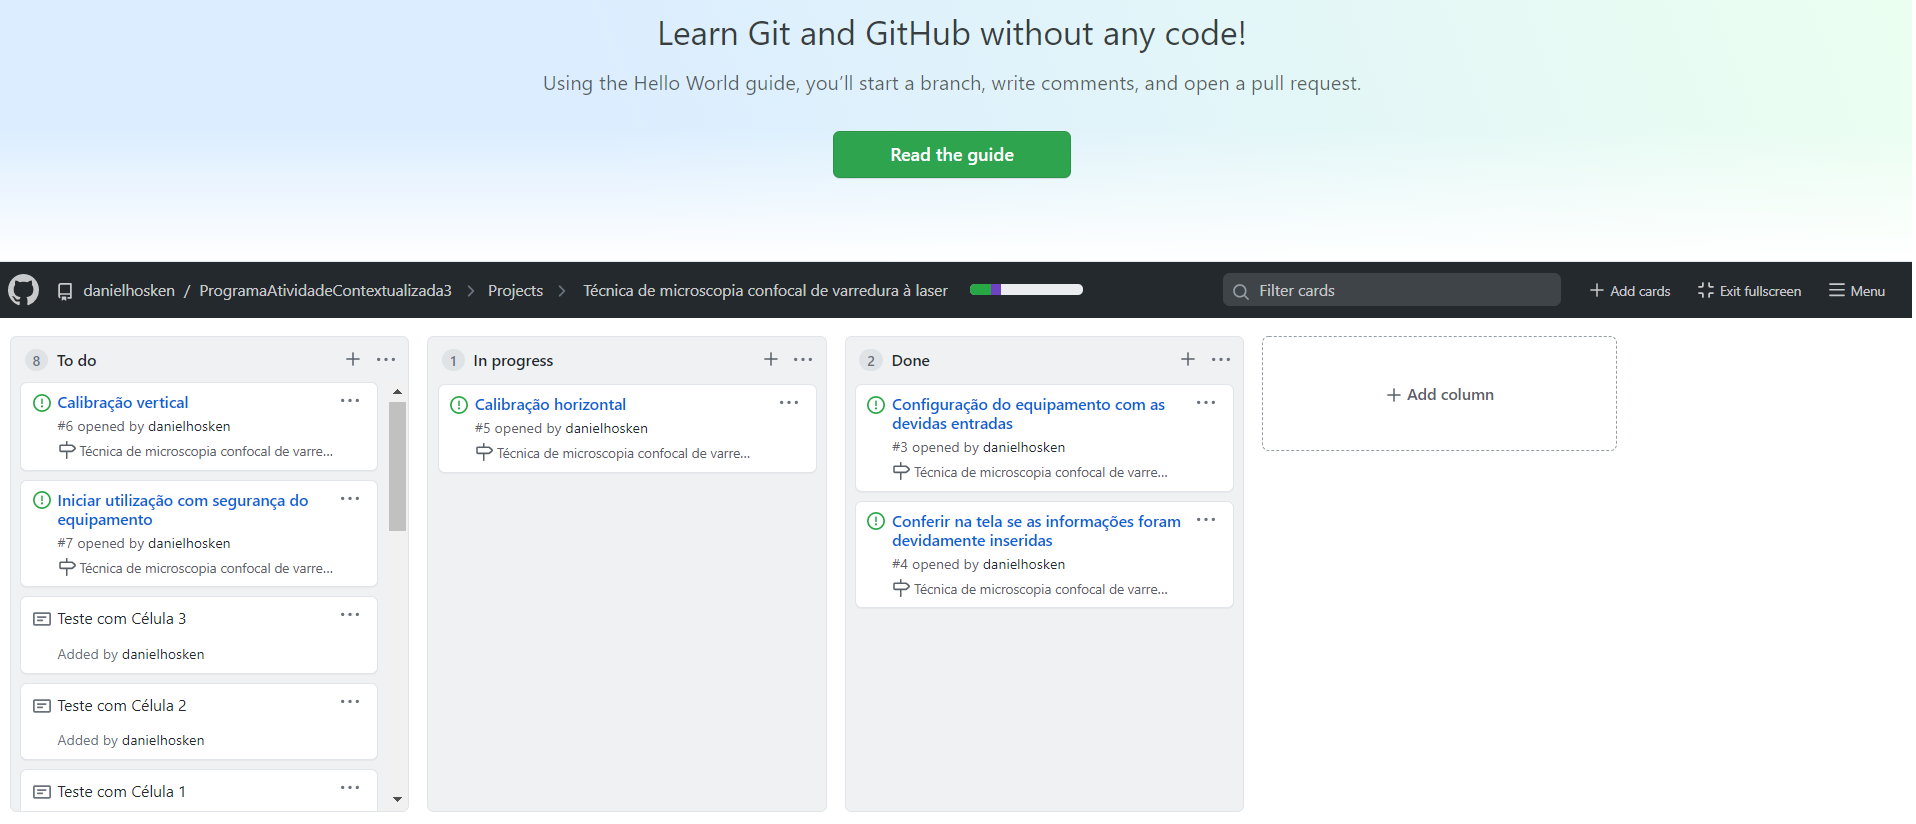 Learn Git and GitHub without any code!
Using the Hello World guide, you’ll start a branch, write comments, and open a pull request.
Read the guide
danielhosken / ProgramaAtividadeContextualizada3 > Projects > Técnica de microscopia confocal de varredura à laser
Filter cards
+ Add cards
Exit fullscreen
Menu
8 To do
Calibração vertical
#6 opened by danielhosken
Técnica de microscopia confocal de varre...
Iniciar utilização com segurança do
equipamento
#7 opened by danielhosken
Técnica de microscopia confocal de varre...
Teste com Célula 3
Added by danielhosken
Teste com Célula 2
Added by danielhosken
Teste com Célula 1
1 In progress
Calibração horizontal
#5 opened by danielhosken
Técnica de microscopia confocal de varre...
2 Done
Configuração do equipamento com as
devidas entradas
#3 opened by danielhosken
Técnica de microscopia confocal de varre...
Conferir na tela se as informações foram
devidamente inseridas
#4 opened by danielhosken
Técnica de microscopia confocal de varre...
+ Add column